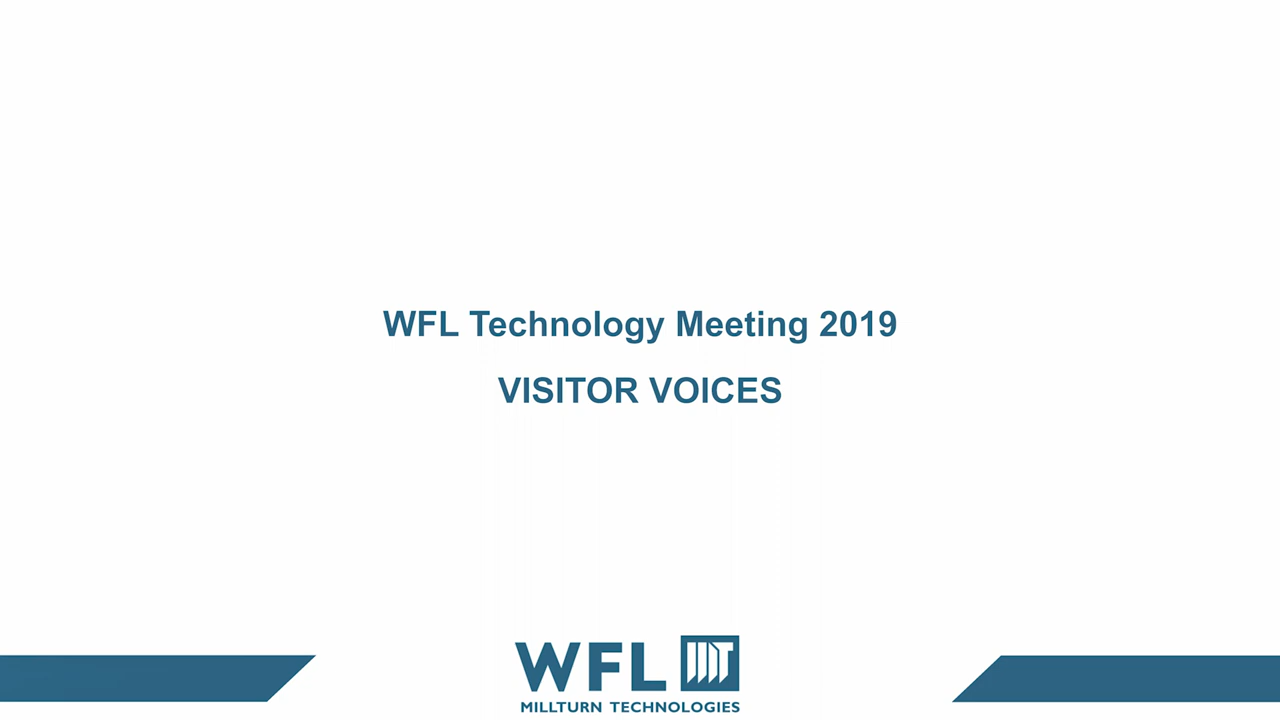 WFL Technology Meeting 2019
VISITOR VOICES
WFL
MILLTURN TECHNOLOGIES